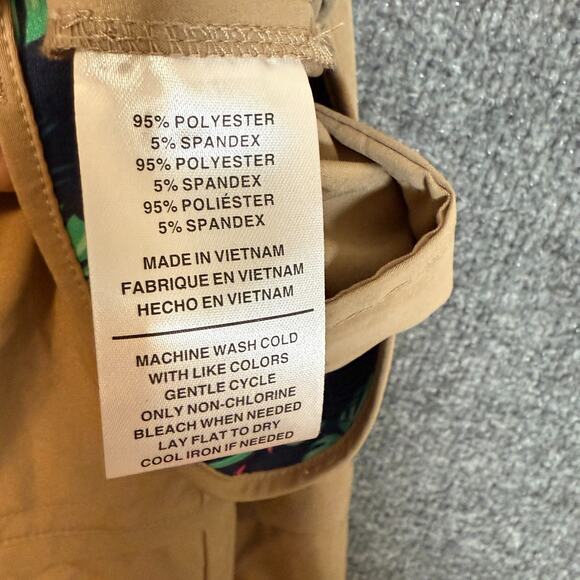 95% POLYESTER
5% SPANDEX
95% POLYESTER
5% SPANDEX
95% POLIÉSTER
5% SPANDEX
MADE IN VIETNAM
FABRIQUE EN VIETNAM
HECHO EN VIETNAM
MACHINE WASH COLD
WITH LIKE COLORS
GENTLE CYCLE
ONLY NON-CHLORINE
BLEACH WHEN NEEDED
LAY FLAT TO DRY
COOL IRON IF NEEDED